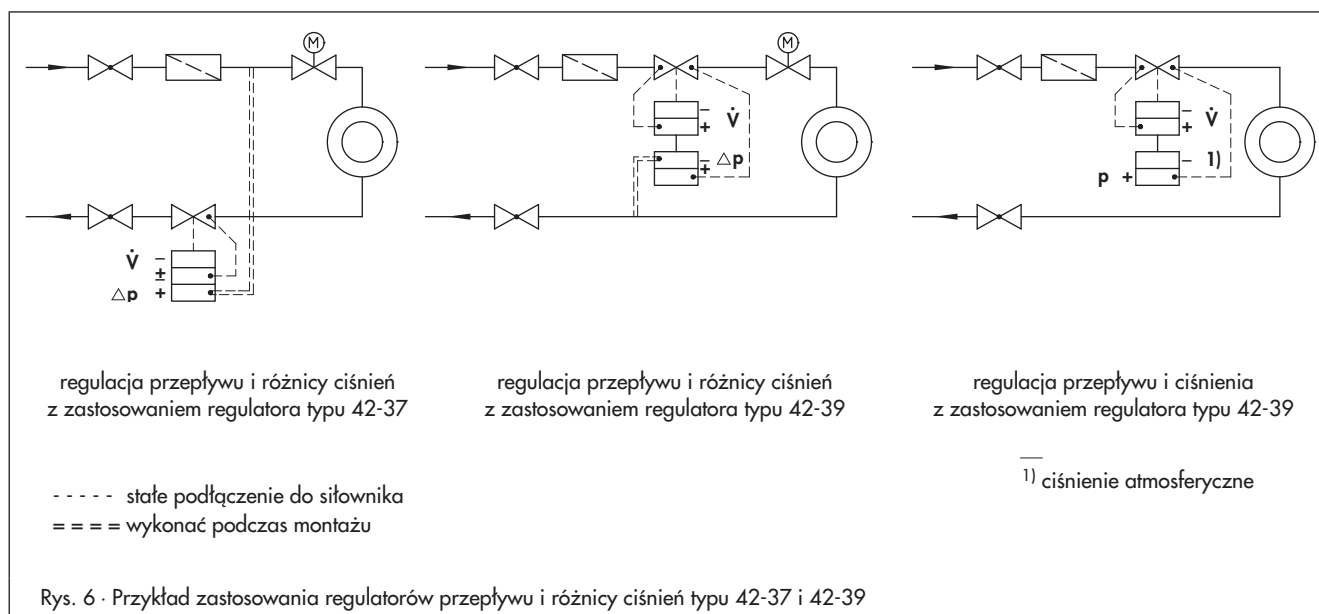 M
M
V̇
−
+
V̇
−
+
△p
−
+
−
1)
p
+
V̇
−
±
−
△p
+
regulacja przepływu i różnicy ciśnień
z zastosowaniem regulatora typu 42-37
regulacja przepływu i różnicy ciśnień
z zastosowaniem regulatora typu 42-39
regulacja przepływu i ciśnienia
z zastosowaniem regulatora typu 42-39
- - - - - stałe podłączenie do siłownika
= = = = wykonać podczas montażu
1) ciśnienie atmosferyczne
Rys. 6 · Przykład zastosowania regulatorów przepływu i różnicy ciśnień typu 42-37 i 42-39